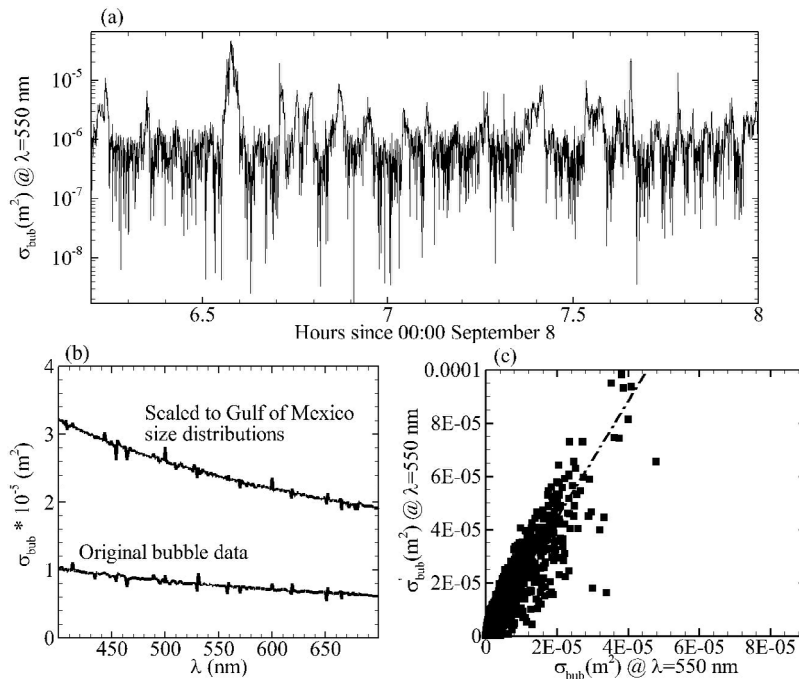 (a)
σbub(m²) @ λ=550 nm
10⁻⁵
10⁻⁶
10⁻⁷
10⁻⁸
6.5
7
7.5
8
Hours since 00:00 September 8
(b)
σbub * 10⁻⁵ (m²)
4
3
2
1
0
Scaled to Gulf of Mexico
size distributions
Original bubble data
450
500
550
600
650
λ (nm)
(c)
σ'bub(m²) @ λ=550 nm
0.0001
8E-05
6E-05
4E-05
2E-05
0
0
2E-05
4E-05
6E-05
8E-05
σbub(m²) @ λ=550 nm